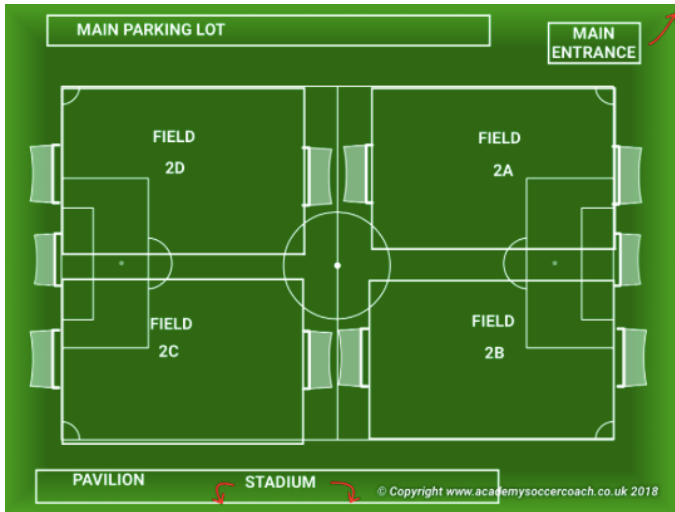 MAIN PARKING LOT
MAIN
ENTRANCE
FIELD
2D
FIELD
2A
FIELD
2C
FIELD
2B
PAVILION
STADIUM
© Copyright www.academysoccercoach.co.uk 2018